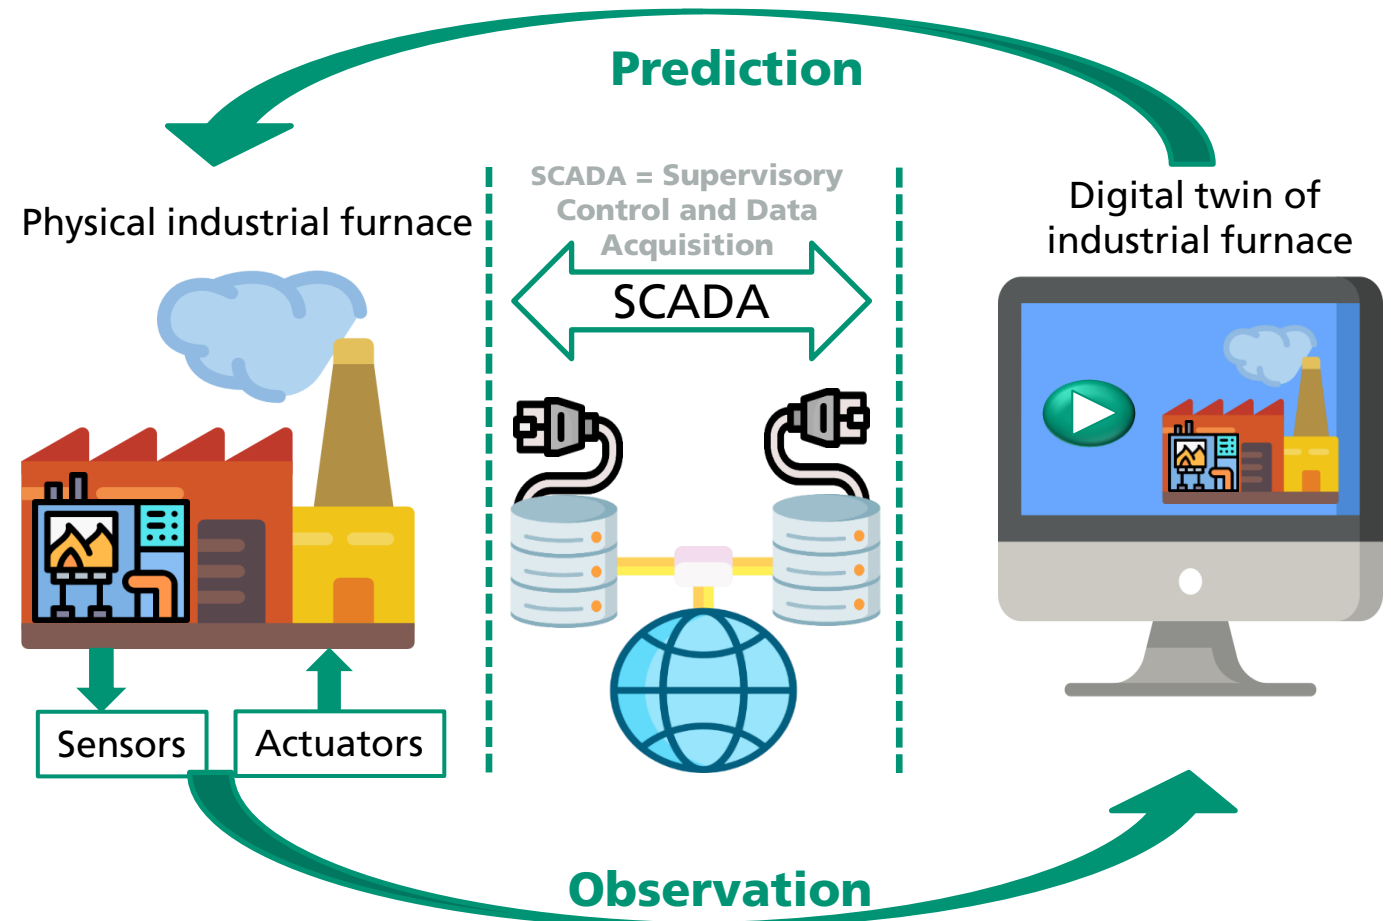 Prediction
SCADA = Supervisory
Control and Data
Acquisition
Physical industrial furnace
Digital twin of
industrial furnace
SCADA
Sensors
Actuators
Observation